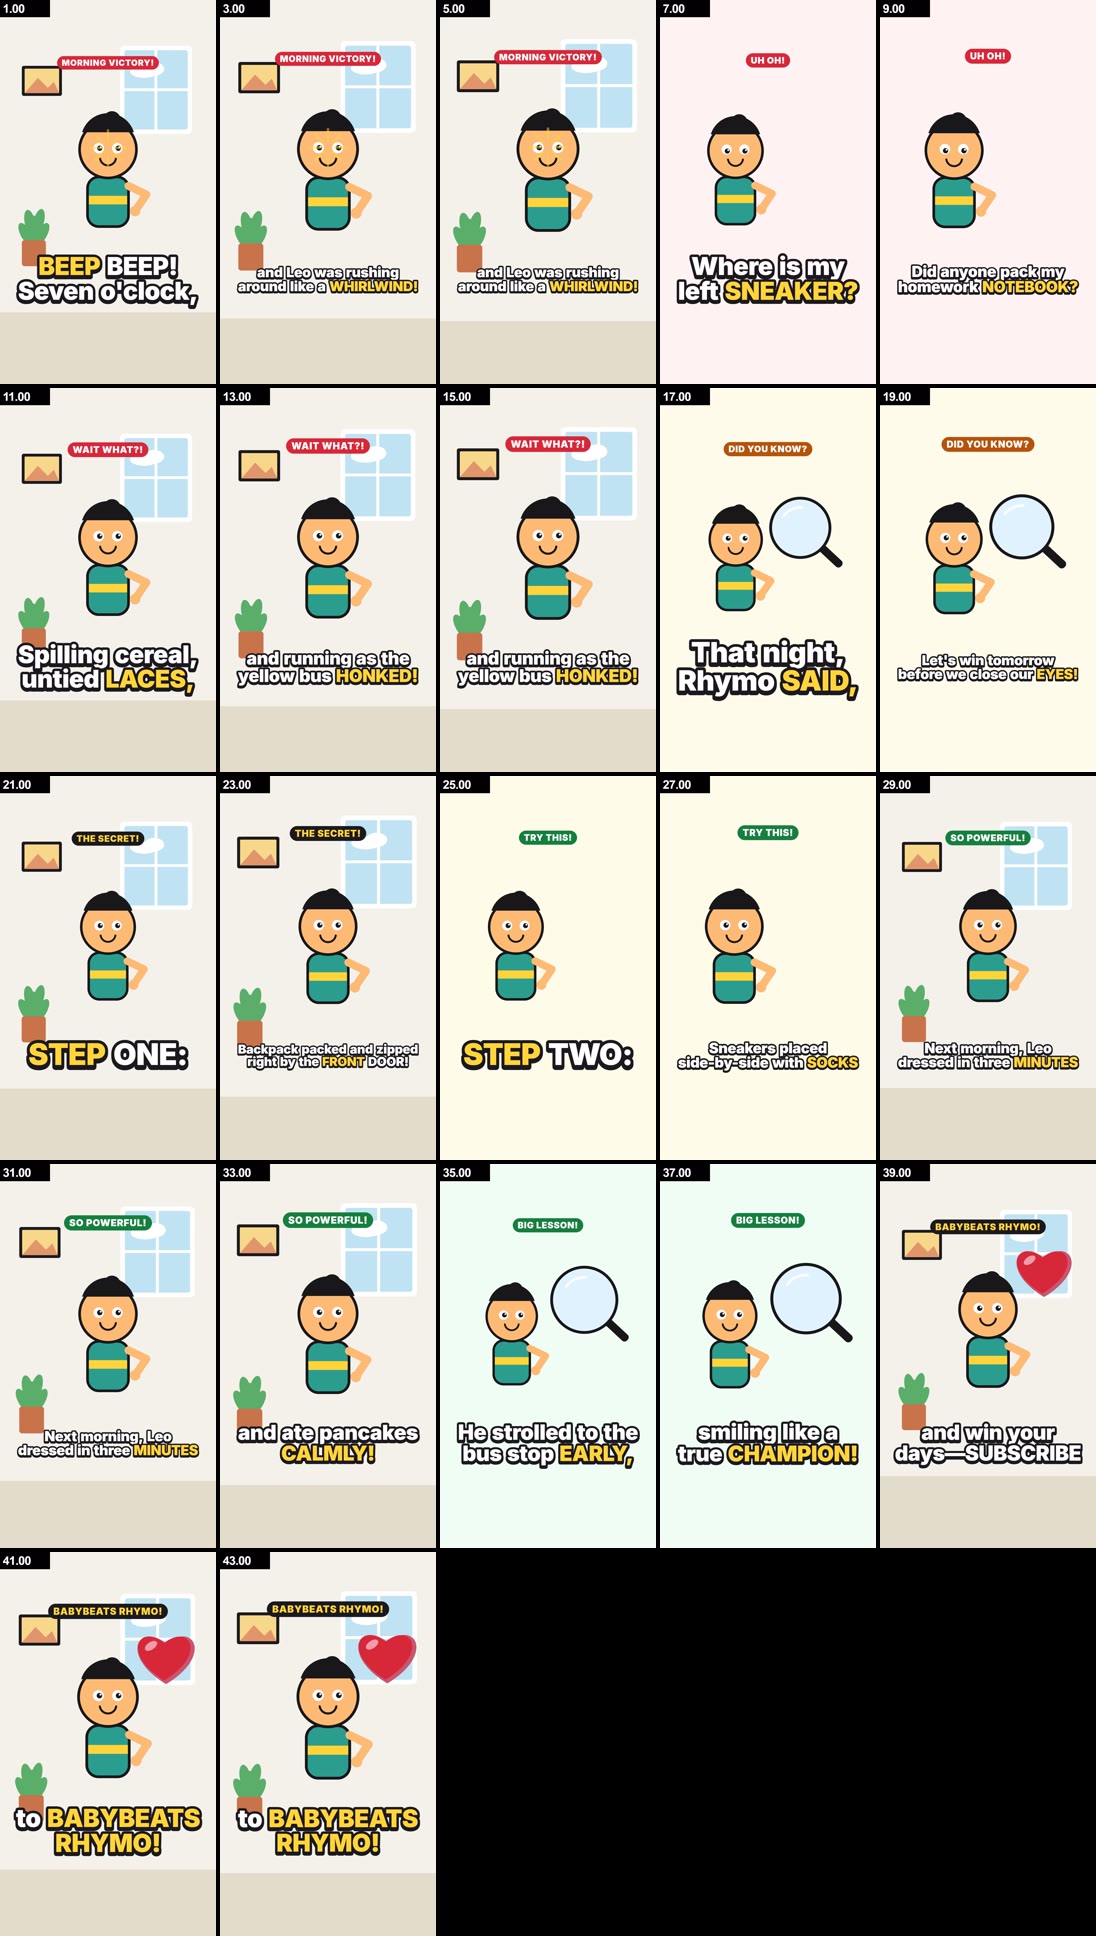 1.00
MORNING VICTORY!
BEEP BEEP!
Seven o'clock,
3.00
MORNING VICTORY!
and Leo was rushing
around like a WHIRLWIND!
5.00
MORNING VICTORY!
and Leo was rushing
around like a WHIRLWIND!
7.00
UH OH!
Where is my
left SNEAKER?
9.00
UH OH!
Did anyone pack my
homework NOTEBOOK?
11.00
WAIT WHAT?!
Spilling cereal,
untied LACES,
13.00
WAIT WHAT?!
and running as the
yellow bus HONKED!
15.00
WAIT WHAT?!
and running as the
yellow bus HONKED!
17.00
DID YOU KNOW?
That night,
Rhymo SAID,
19.00
DID YOU KNOW?
Let's win tomorrow
before we close our EYES!
21.00
THE SECRET!
STEP ONE:
23.00
THE SECRET!
Backpack packed and zipped
right by the FRONT DOOR!
25.00
TRY THIS!
STEP TWO:
27.00
TRY THIS!
Sneakers placed
side-by-side with SOCKS
29.00
SO POWERFUL!
Next morning, Leo
dressed in three MINUTES
31.00
SO POWERFUL!
Next morning, Leo
dressed in three MINUTES
33.00
SO POWERFUL!
and ate pancakes
CALMLY!
35.00
BIG LESSON!
He strolled to the
bus stop EARLY,
37.00
BIG LESSON!
smiling like a
true CHAMPION!
39.00
BABYBEATS RHYMO!
and win your
days—SUBSCRIBE
41.00
BABYBEATS RHYMO!
to BABYBEATS
RHYMO!
43.00
BABYBEATS RHYMO!
to BABYBEATS
RHYMO!